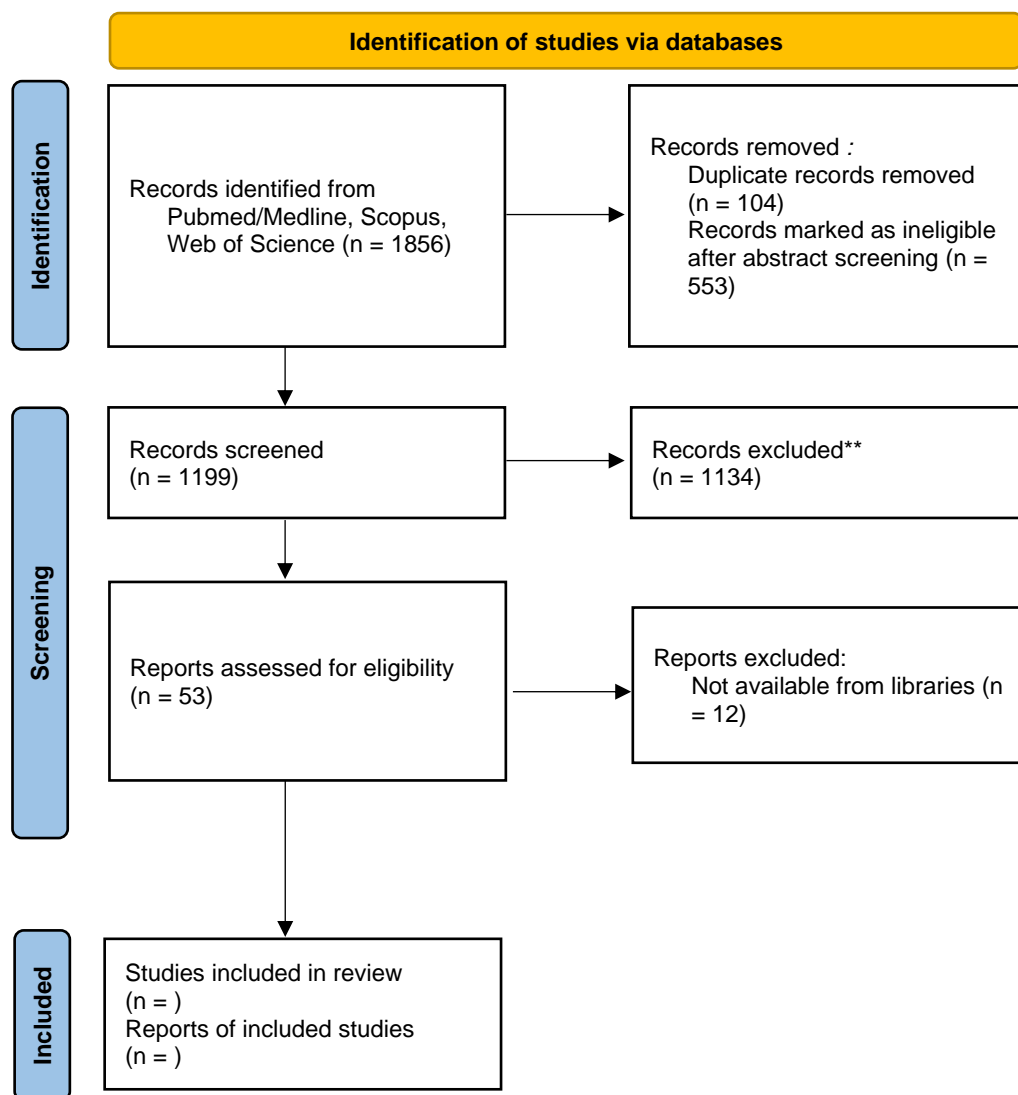 Identification of studies via databases
Identification
Records identified from
Pubmed/Medline, Scopus,
Web of Science (n = 1856)
Records removed :
Duplicate records removed
(n = 104)
Records marked as ineligible
after abstract screening (n =
553)
Screening
Records screened
(n = 1199)
Records excluded**
(n = 1134)
Reports assessed for eligibility
(n = 53)
Reports excluded:
Not available from libraries (n
= 12)
Included
Studies included in review
(n = )
Reports of included studies
(n = )